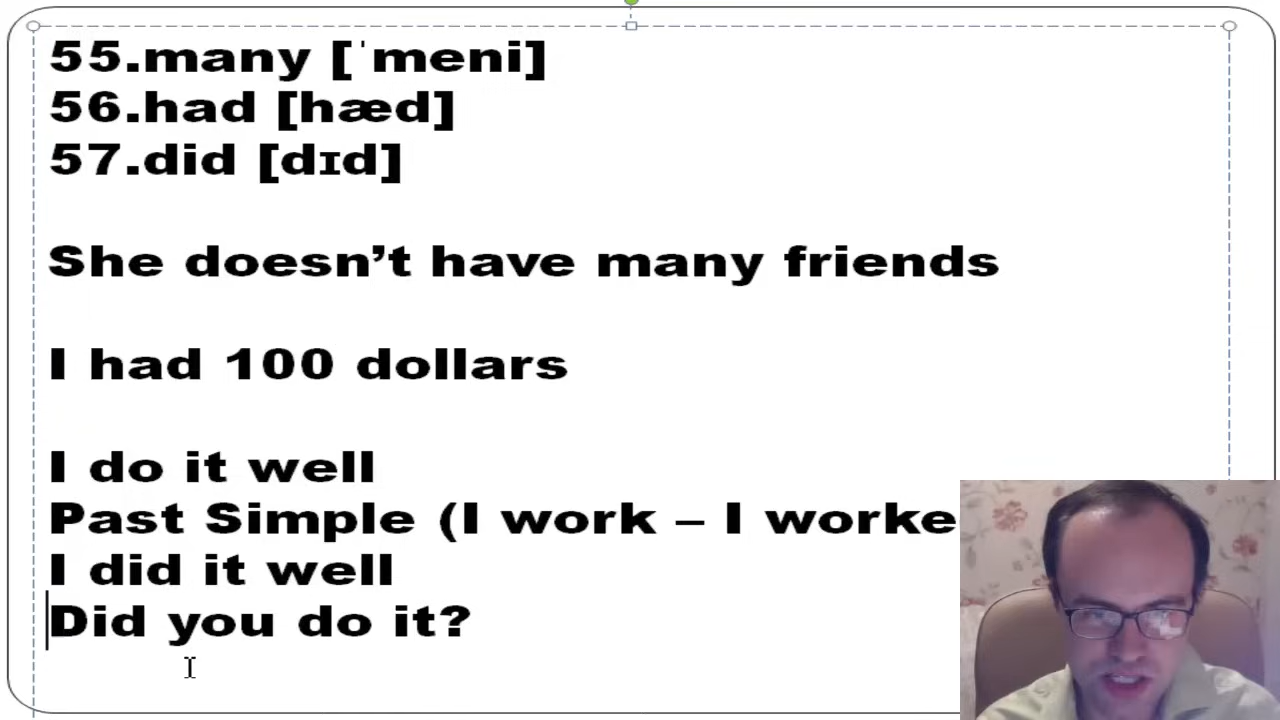 55.many [ˈmeni]
56.had [hæd]
57.did [dɪd]
She doesn’t have many friends
I had 100 dollars
I do it well
Past Simple (I work – I worke
I did it well
Did you do it?